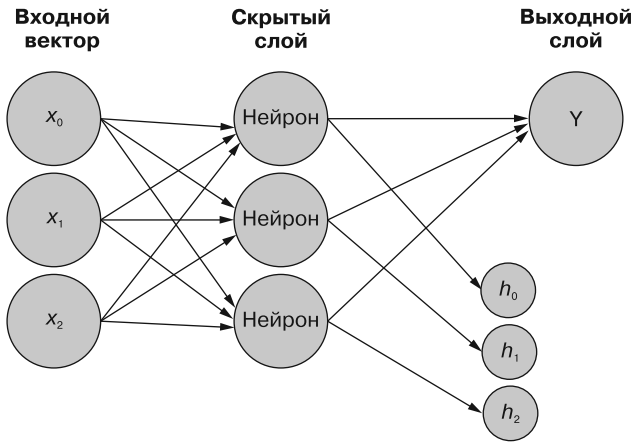 Входной
вектор
Скрытый
слой
Выходной
слой
x₀
Нейрон
Y
x₁
Нейрон
x₂
Нейрон
h₀
h₁
h₂